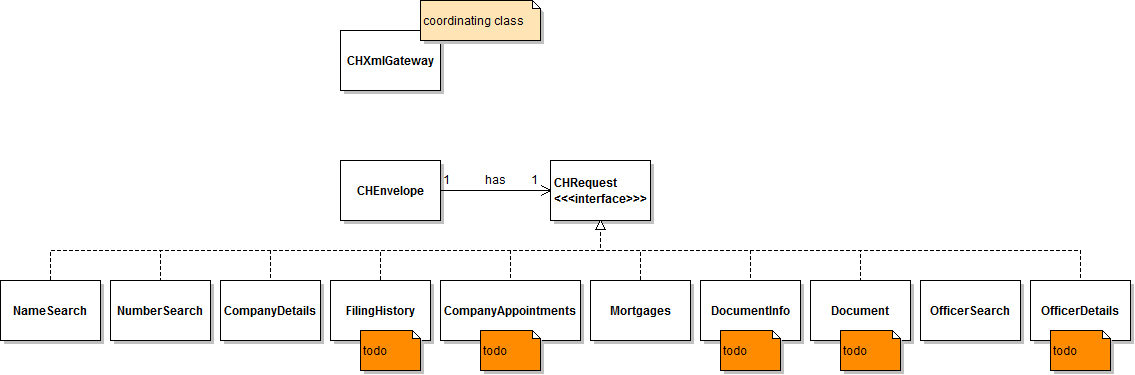 coordinating class
CHXmlGateway
CHEnvelope
1 has 1
CHRequest
<<<interface>>>
NameSearch
NumberSearch
CompanyDetails
FilingHistory
CompanyAppointments
Mortgages
DocumentInfo
Document
OfficerSearch
OfficerDetails
todo
todo
todo
todo
todo